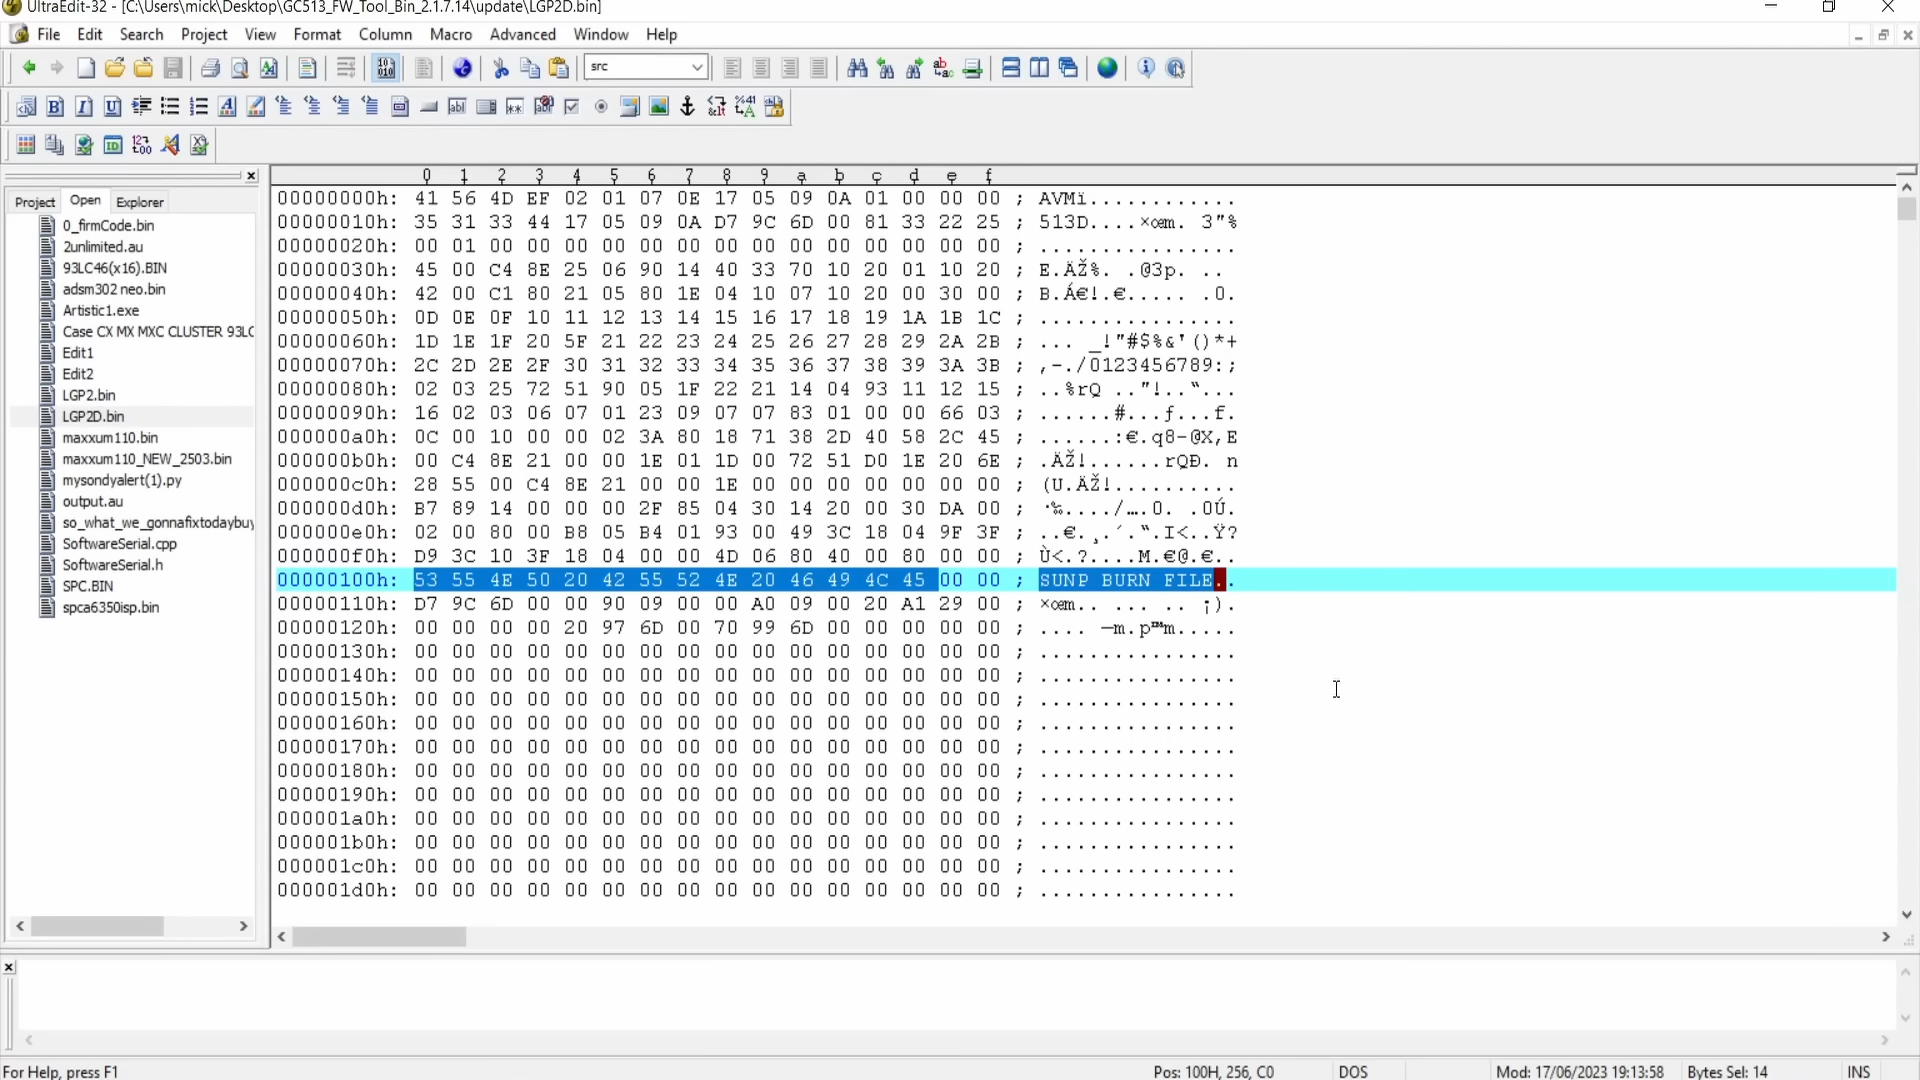 UltraEdit-32 - [C:\Users\mick\Desktop\GC513_FW_Tool_Bin_2.1.7.14\update\LGP2D.bin]
File Edit Search Project View Format Column Macro Advanced Window Help
src
Project Open Explorer
0_firmCode.bin
2unlimited.au
93LC46(x16).BIN
adsm302 neo.bin
Artistic1.exe
Case CX MX MXC CLUSTER 93LC
Edit1
Edit2
LGP2.bin
LGP2D.bin
maxxum110.bin
maxxum110_NEW_2503.bin
mysondyalert(1).py
output.au
so_what_we_gonnafixtodaybuy
SoftwareSerial.cpp
SoftwareSerial.h
SPC.BIN
spca6350isp.bin
0 1 2 3 4 5 6 7 8 9 a b c d e f
00000000h: 41 56 4D EF 02 01 07 0E 17 05 09 0A 01 00 00 00 ; AVMï............
00000010h: 35 31 33 44 17 05 09 0A D7 9C 6D 00 81 33 22 25 ; 513D....×œm. 3"%
00000020h: 00 01 00 00 00 00 00 00 00 00 00 00 00 00 00 00 ; ................
00000030h: 45 00 C4 8E 25 06 90 14 40 33 70 10 20 01 10 20 ; E.ÄŽ%. .@3p. .. 
00000040h: 42 00 C1 80 21 05 80 1E 04 10 07 10 20 00 30 00 ; B.Á€!.€..... .0.
00000050h: 0D 0E 0F 10 11 12 13 14 15 16 17 18 19 1A 1B 1C ; ................
00000060h: 1D 1E 1F 20 5F 21 22 23 24 25 26 27 28 29 2A 2B ; ... _!"#$%&'()*+
00000070h: 2C 2D 2E 2F 30 31 32 33 34 35 36 37 38 39 3A 3B ; ,-./0123456789:;
00000080h: 02 03 25 72 51 90 05 1F 22 21 14 04 93 11 12 15 ; ..%rQ .."!..“...
00000090h: 16 02 03 06 07 01 23 09 07 07 83 01 00 00 66 03 ; ......#...ƒ...f.
000000a0h: 0C 00 10 00 00 02 3A 80 18 71 38 2D 40 58 2C 45 ; ......:€.q8-@X,E
000000b0h: 00 C4 8E 21 00 00 1E 01 1D 00 72 51 D0 1E 20 6E ; .ÄŽ!......rQÐ. n
000000c0h: 28 55 00 C4 8E 21 00 00 1E 00 00 00 00 00 00 00 ; (U.ÄŽ!..........
000000d0h: B7 89 14 00 00 00 2F 85 04 30 14 20 00 30 DA 00 ; ·‰..../….0. .0Ú.
000000e0h: 02 00 80 00 B8 05 B4 01 93 00 49 3C 18 04 9F 3F ; ..€.¸.´.“.I<..Ÿ?
000000f0h: D9 3C 10 3F 18 04 00 00 4D 06 80 40 00 80 00 00 ; Ù<.?....M.€@.€..
00000100h: 53 55 4E 50 20 42 55 52 4E 20 46 49 4C 45 00 00 ; SUNP BURN FILE..
00000110h: D7 9C 6D 00 00 90 09 00 00 A0 09 00 20 A1 29 00 ; ×œm.. ... .. ¡).
00000120h: 00 00 00 00 20 97 6D 00 70 99 6D 00 00 00 00 00 ; .... —m.p™m.....
00000130h: 00 00 00 00 00 00 00 00 00 00 00 00 00 00 00 00 ; ................
00000140h: 00 00 00 00 00 00 00 00 00 00 00 00 00 00 00 00 ; ................
00000150h: 00 00 00 00 00 00 00 00 00 00 00 00 00 00 00 00 ; ................
00000160h: 00 00 00 00 00 00 00 00 00 00 00 00 00 00 00 00 ; ................
00000170h: 00 00 00 00 00 00 00 00 00 00 00 00 00 00 00 00 ; ................
00000180h: 00 00 00 00 00 00 00 00 00 00 00 00 00 00 00 00 ; ................
00000190h: 00 00 00 00 00 00 00 00 00 00 00 00 00 00 00 00 ; ................
000001a0h: 00 00 00 00 00 00 00 00 00 00 00 00 00 00 00 00 ; ................
000001b0h: 00 00 00 00 00 00 00 00 00 00 00 00 00 00 00 00 ; ................
000001c0h: 00 00 00 00 00 00 00 00 00 00 00 00 00 00 00 00 ; ................
000001d0h: 00 00 00 00 00 00 00 00 00 00 00 00 00 00 00 00 ; ................
For Help, press F1 Pos: 100H, 256, C0 DOS Mod: 17/06/2023 19:13:58 Bytes Sel: 14 INS